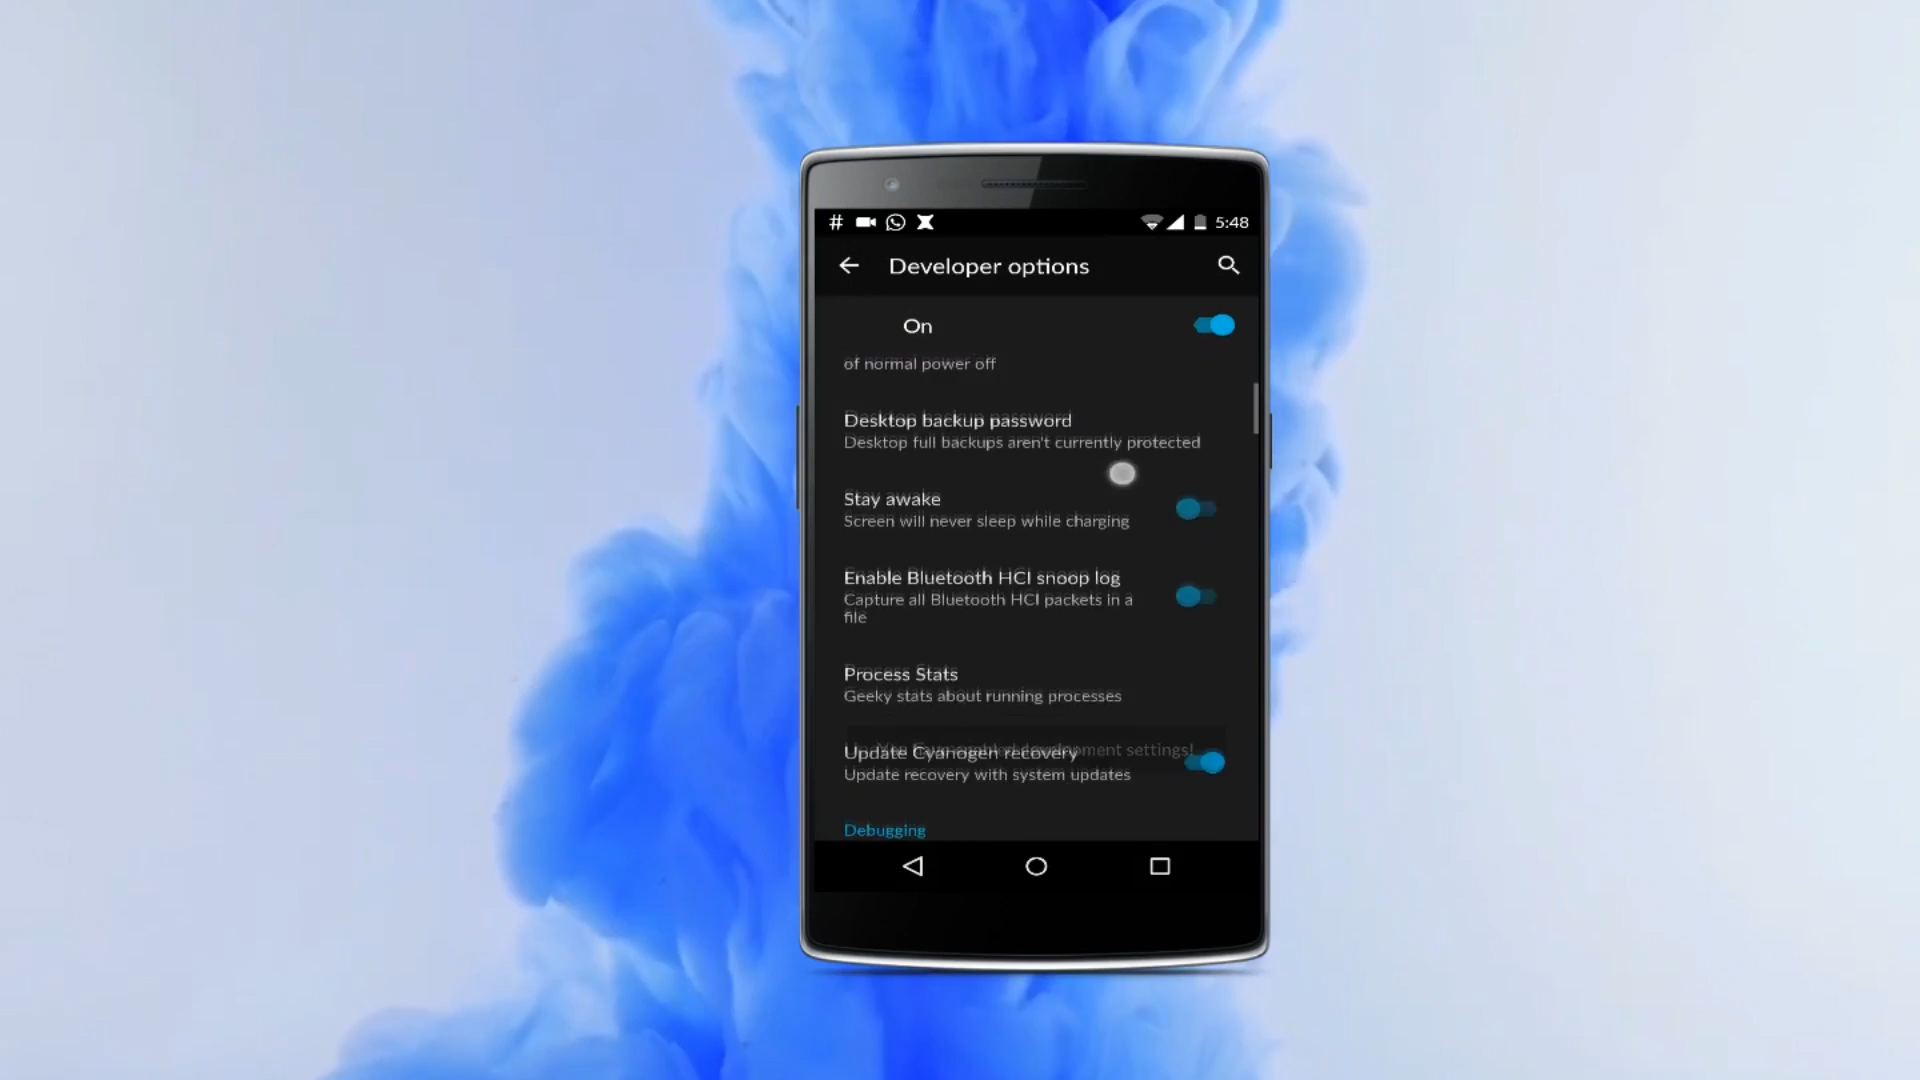 5:48
Developer options
On
of normal power off
Desktop backup password
Desktop full backups aren't currently protected
Stay awake
Screen will never sleep while charging
Enable Bluetooth HCI snoop log
Capture all Bluetooth HCI packets in a
file
Process Stats
Geeky stats about running processes
development settings!
Update Cyanogen recovery
Update recovery with system updates
Debugging